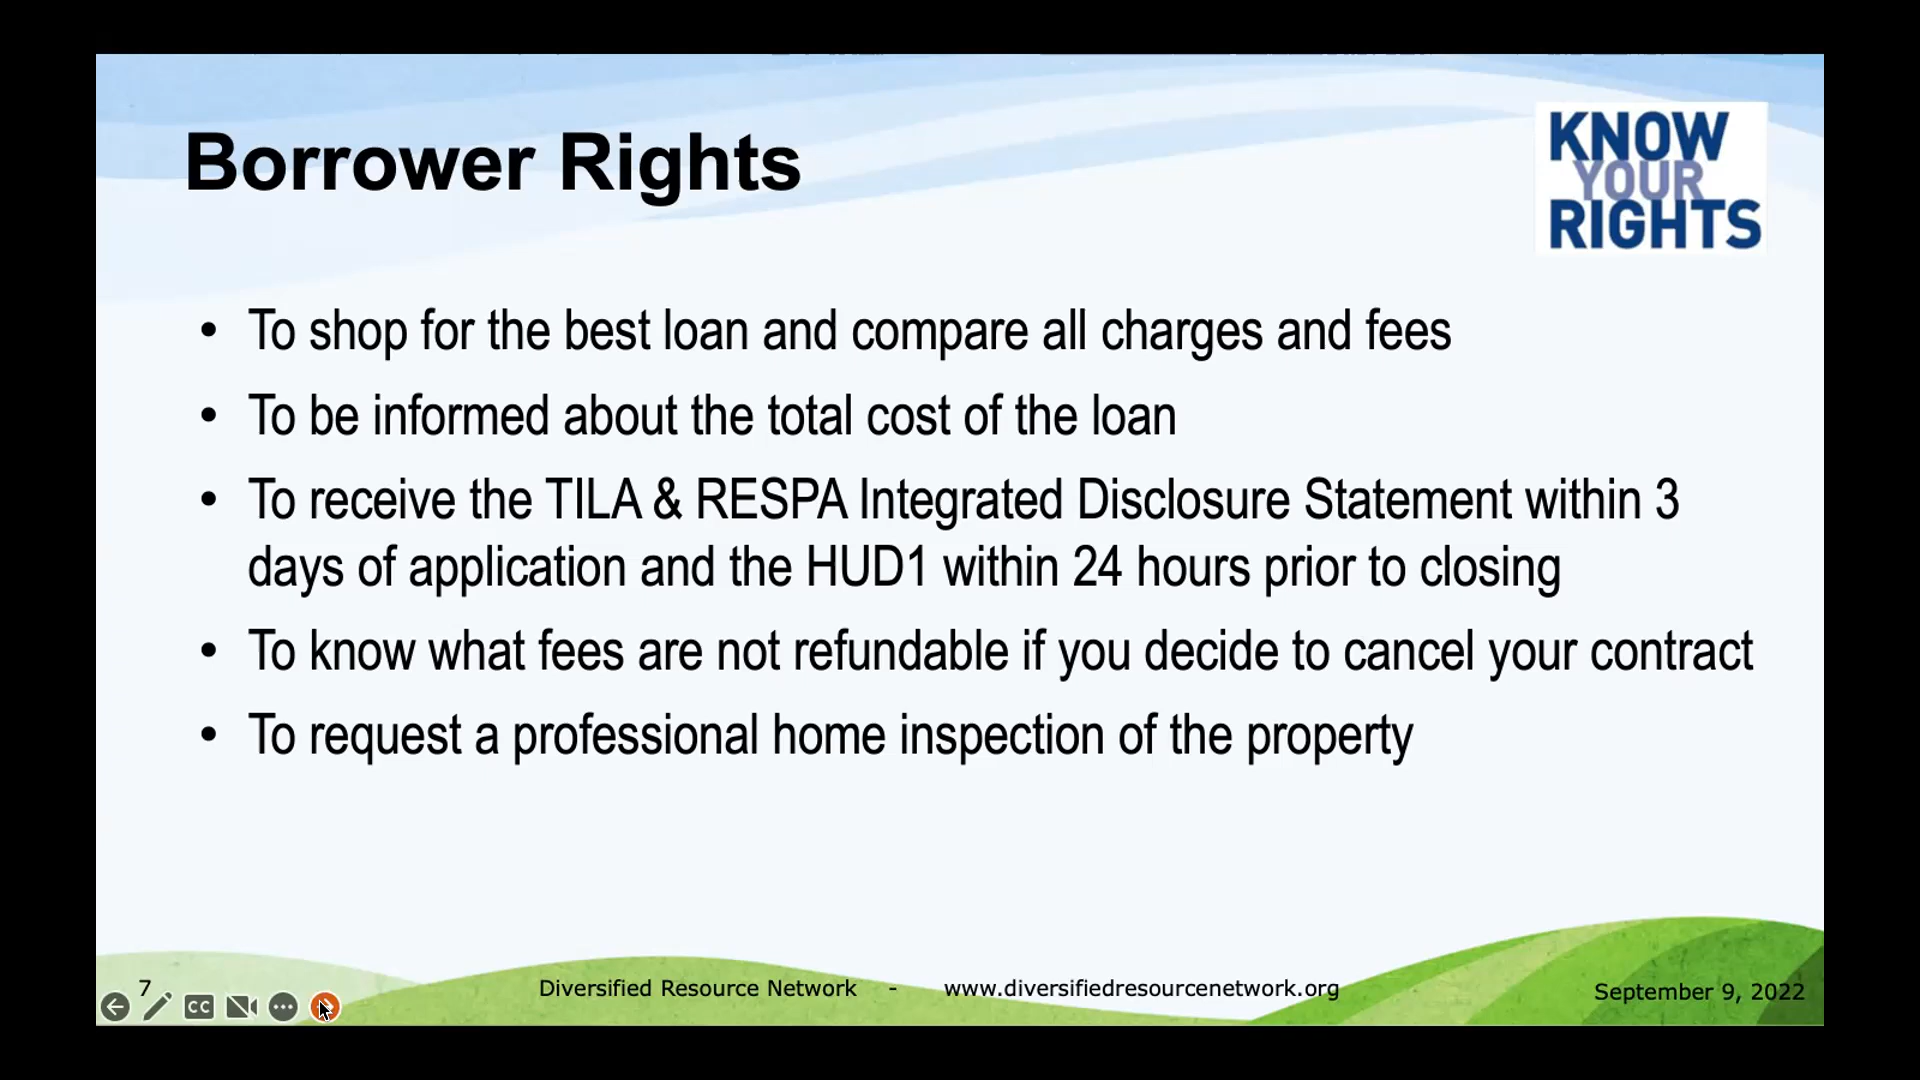 Borrower Rights
KNOW
YOUR
RIGHTS
• To shop for the best loan and compare all charges and fees
• To be informed about the total cost of the loan
• To receive the TILA & RESPA Integrated Disclosure Statement within 3
days of application and the HUD1 within 24 hours prior to closing
• To know what fees are not refundable if you decide to cancel your contract
• To request a professional home inspection of the property
7
Diversified Resource Network - www.diversifiedresourcenetwork.org
September 9, 2022
CC